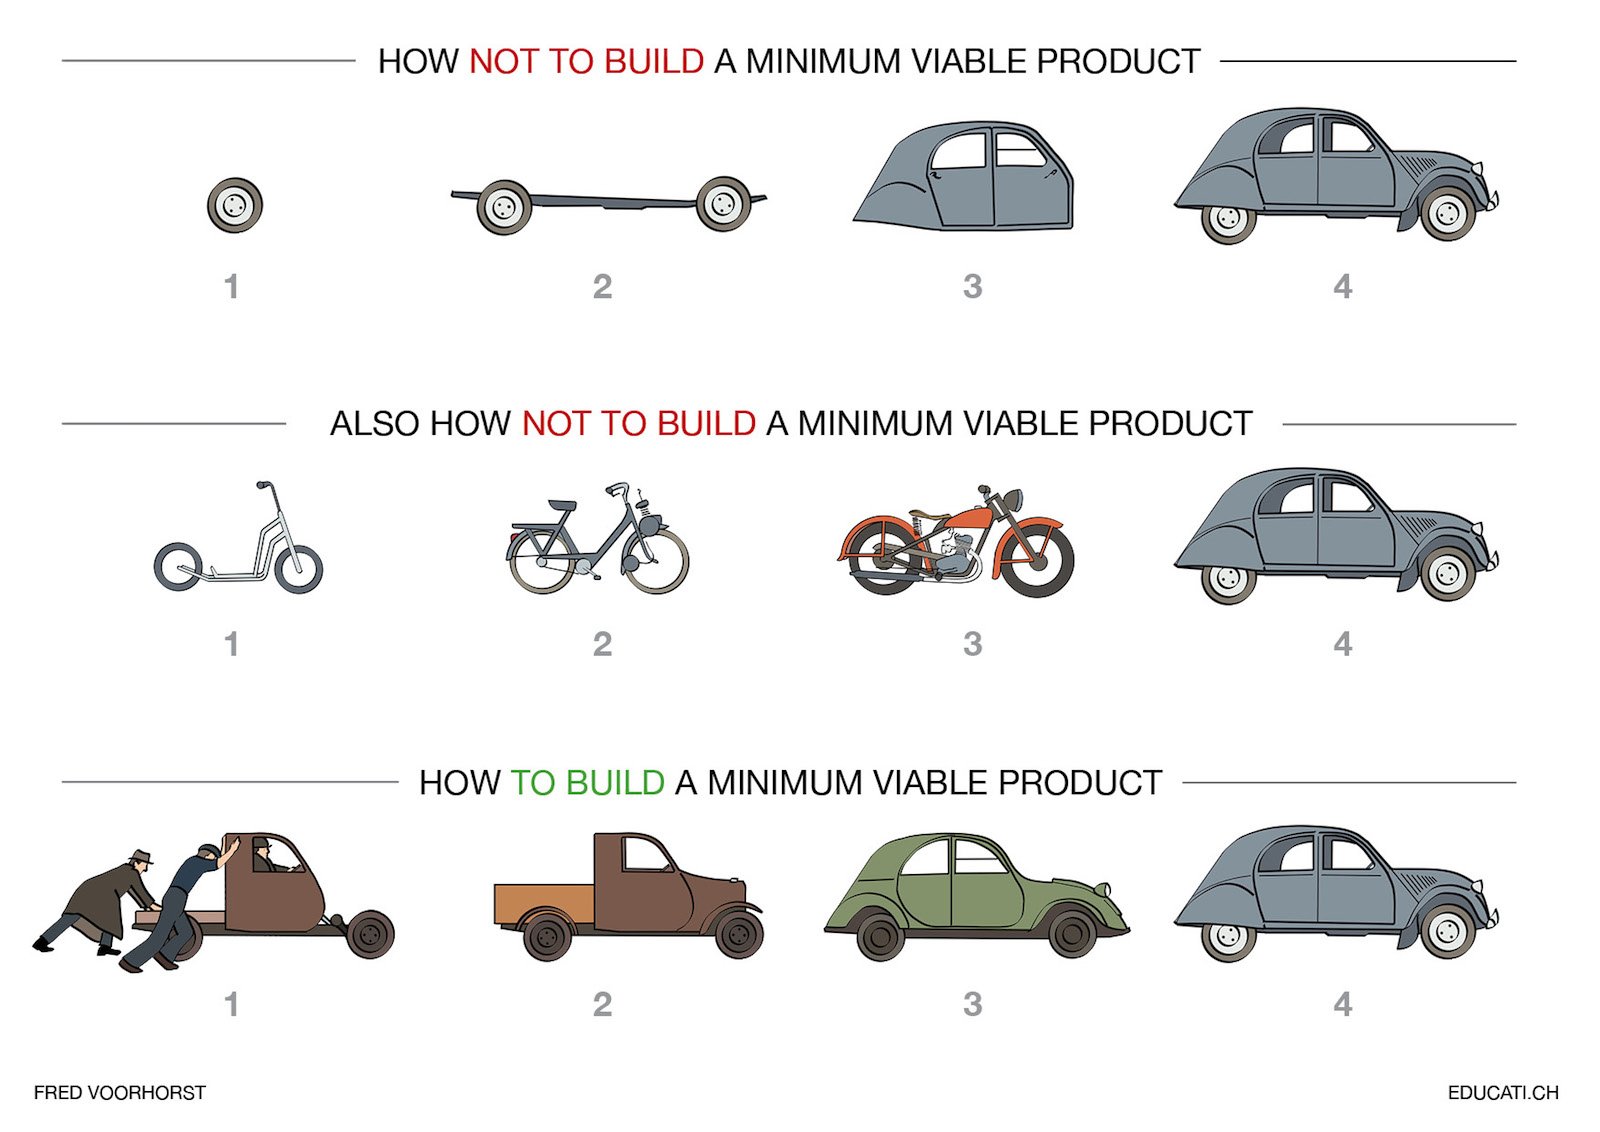 HOW NOT TO BUILD A MINIMUM VIABLE PRODUCT
1 2 3 4
ALSO HOW NOT TO BUILD A MINIMUM VIABLE PRODUCT
1 2 3 4
HOW TO BUILD A MINIMUM VIABLE PRODUCT
1 2 3 4
FRED VOORHORST
EDUCATI.CH